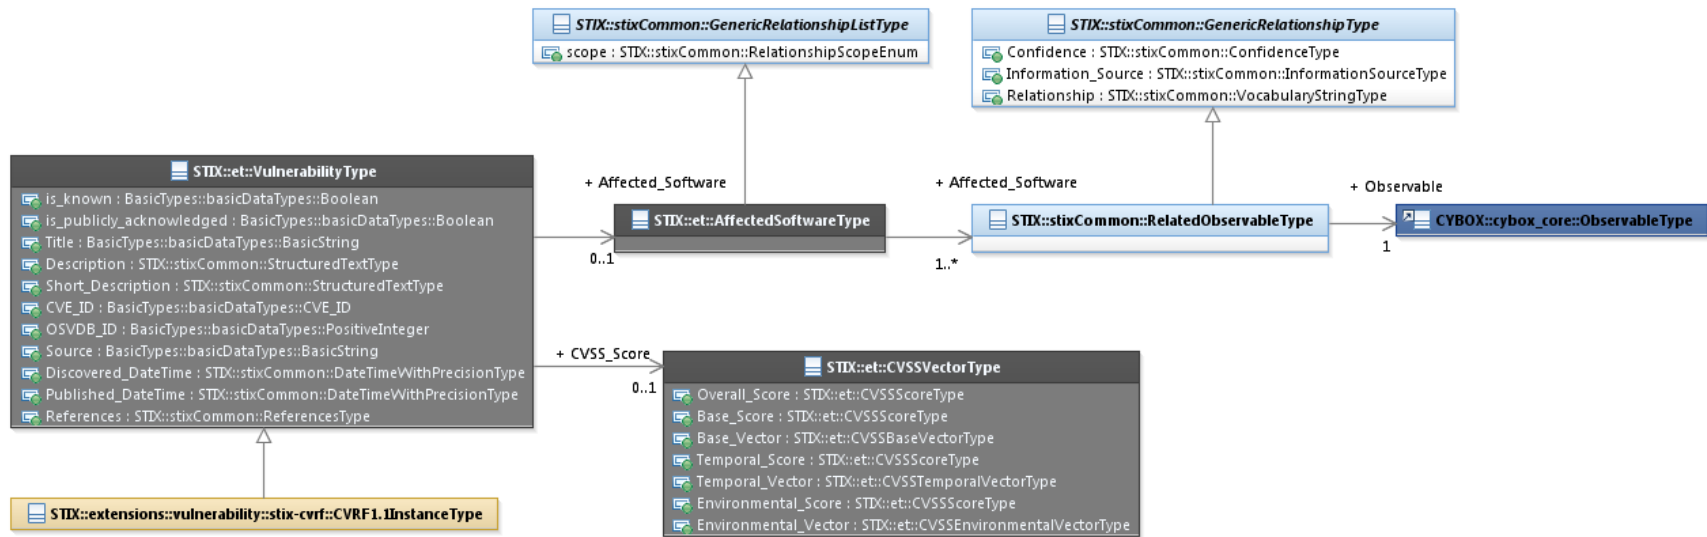 STIX::stixCommon::GenericRelationshipListType
scope : STIX::stixCommon::RelationshipScopeEnum
STIX::stixCommon::GenericRelationshipType
Confidence : STIX::stixCommon::ConfidenceType
Information_Source : STIX::stixCommon::InformationSourceType
Relationship : STIX::stixCommon::VocabularyStringType
STIX::et::VulnerabilityType
is_known : BasicTypes::basicDataTypes::Boolean
is_publicly_acknowledged : BasicTypes::basicDataTypes::Boolean
Title : BasicTypes::basicDataTypes::BasicString
Description : STIX::stixCommon::StructuredTextType
Short_Description : STIX::stixCommon::StructuredTextType
CVE_ID : BasicTypes::basicDataTypes::CVE_ID
OSVDB_ID : BasicTypes::basicDataTypes::PositiveInteger
Source : BasicTypes::basicDataTypes::BasicString
Discovered_DateTime : STIX::stixCommon::DateTimeWithPrecisionType
Published_DateTime : STIX::stixCommon::DateTimeWithPrecisionType
References : STIX::stixCommon::ReferencesType
+ Affected_Software
0..1
STIX::et::AffectedSoftwareType
+ Affected_Software
1..*
STIX::stixCommon::RelatedObservableType
+ Observable
1
CYBOX::cybox_core::ObservableType
+ CVSS_Score
0..1
STIX::et::CVSSVectorType
Overall_Score : STIX::et::CVSSScoreType
Base_Score : STIX::et::CVSSScoreType
Base_Vector : STIX::et::CVSSBaseVectorType
Temporal_Score : STIX::et::CVSSScoreType
Temporal_Vector : STIX::et::CVSSTemporalVectorType
Environmental_Score : STIX::et::CVSSScoreType
Environmental_Vector : STIX::et::CVSSEnvironmentalVectorType
STIX::extensions::vulnerability::stix-cvrf::CVRF1.1InstanceType